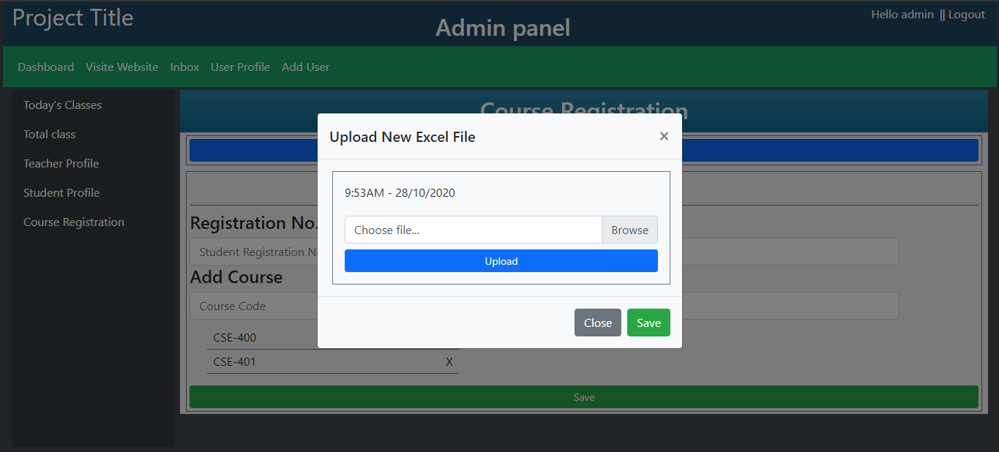 Project Title
Admin panel
Hello admin || Logout
Dashboard Visite Website Inbox User Profile Add User
Today's Classes
Total class
Teacher Profile
Student Profile
Course Registration
Course Registration
Upload New Excel File ×
9:53AM - 28/10/2020
Choose file... Browse
Upload
Close Save
Registration No.
Student Registration
Add Course
Course Code
CSE-400
CSE-401 X
Save